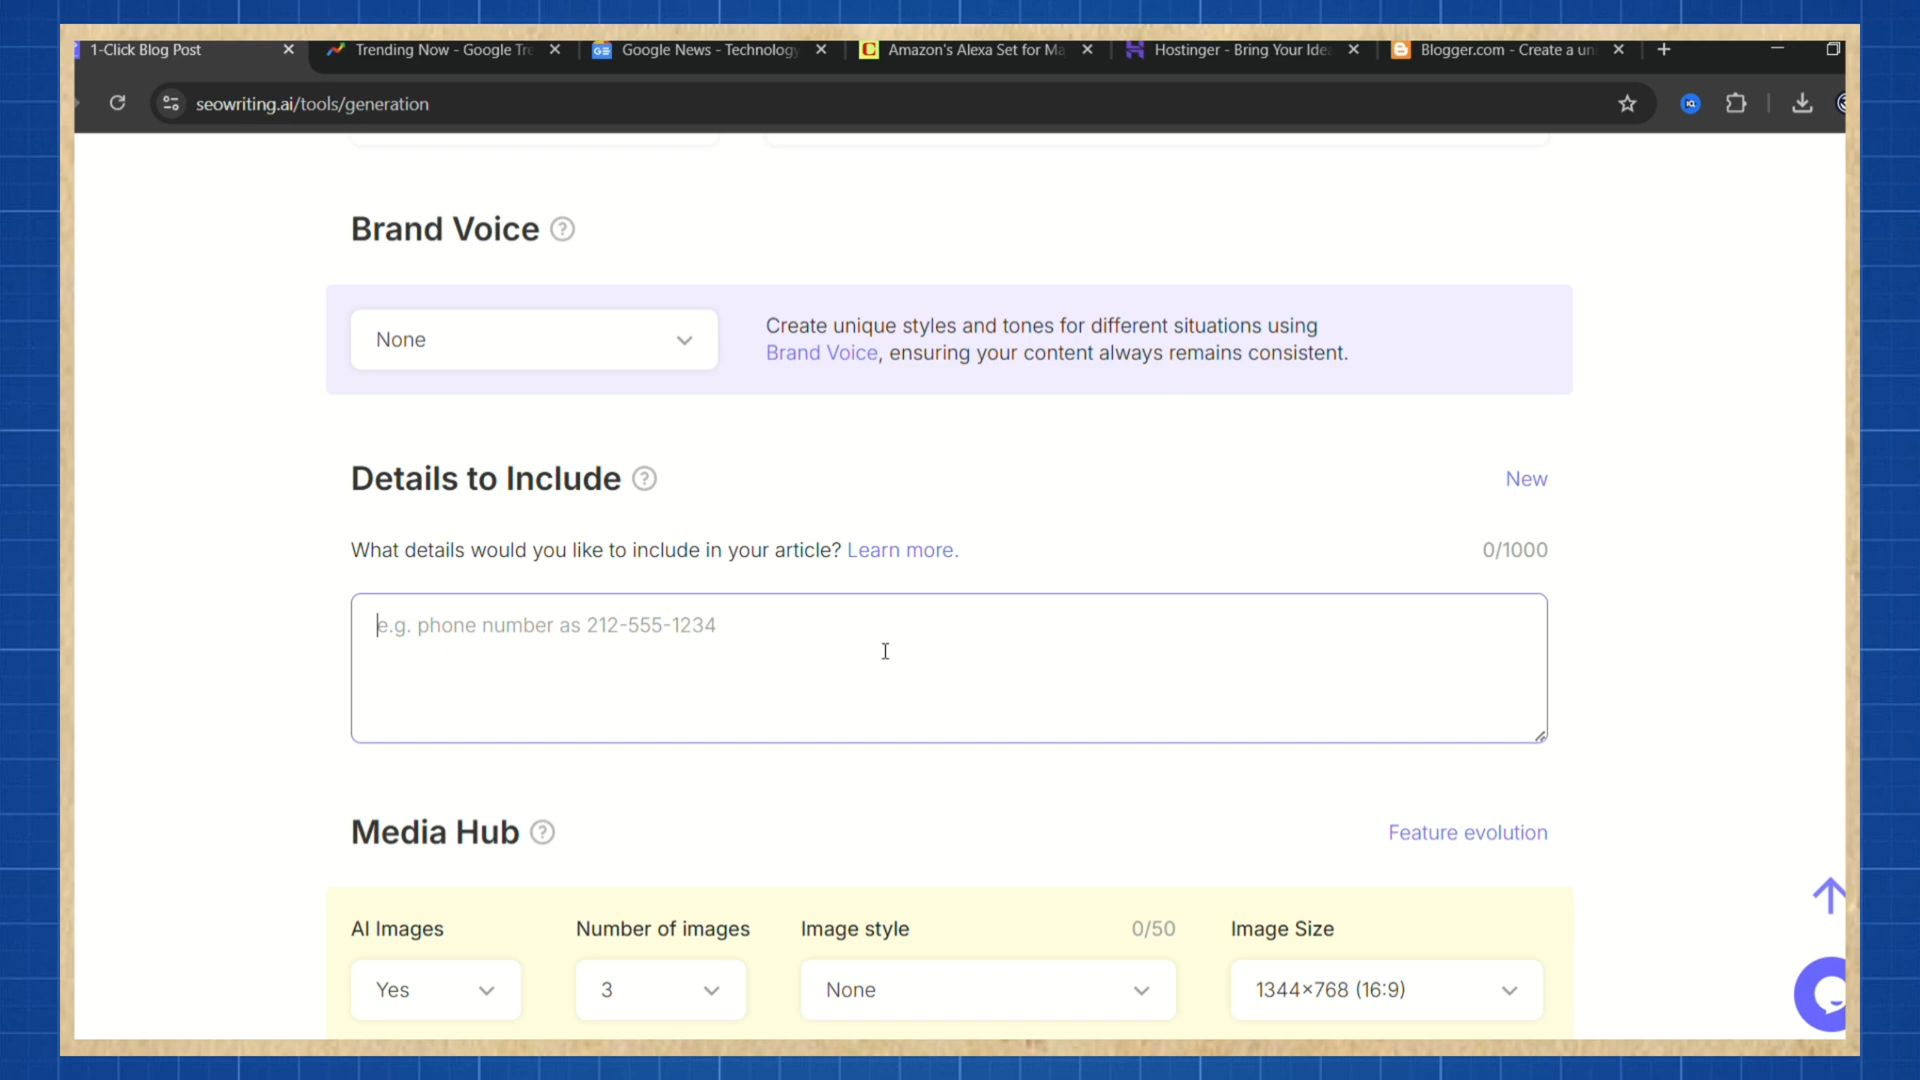 1-Click Blog Post
Trending Now - Google Tre
Google News - Technology
Amazon's Alexa Set for Ma
Hostinger - Bring Your Idea
Blogger.com - Create a un
seowriting.ai/tools/generation
Brand Voice
None
Create unique styles and tones for different situations using
Brand Voice, ensuring your content always remains consistent.
Details to Include
New
What details would you like to include in your article? Learn more.
0/1000
e.g. phone number as 212-555-1234
Media Hub
Feature evolution
AI Images
Number of images
Image style
0/50
Image Size
Yes
3
None
1344×768 (16:9)